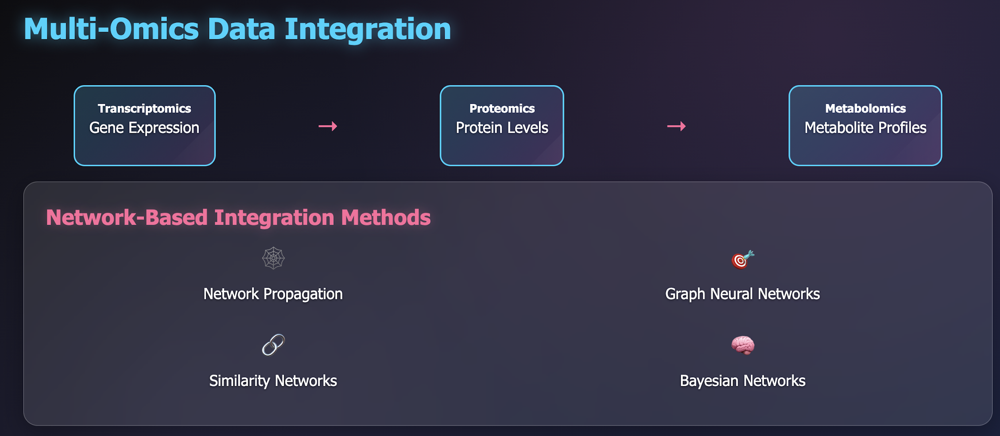 Multi-Omics Data Integration
Transcriptomics
Gene Expression
→
Proteomics
Protein Levels
→
Metabolomics
Metabolite Profiles
Network-Based Integration Methods
Network Propagation
Graph Neural Networks
Similarity Networks
Bayesian Networks